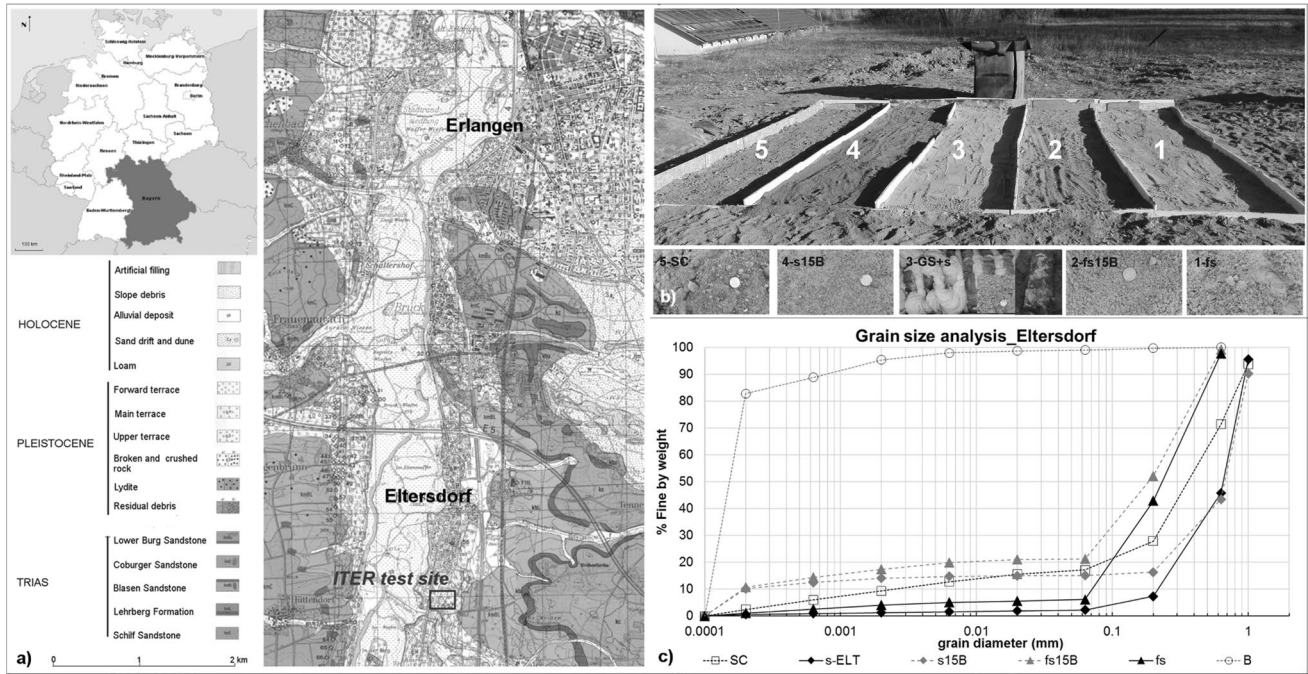 N
Schleswig-Holstein
Mecklenburg-Vorpommern
Hamburg
Bremen
Niedersachsen
Brandenburg
Berlin
Sachsen-Anhalt
Nordrhein-Westfalen
Sachsen
Thüringen
Hessen
Rheinland-Pfalz
Saarland
Bayern
Baden-Württemberg
100 km
HOLOCENE
Artificial filling
Slope debris
Alluvial deposit
Sand drift and dune
Loam
PLEISTOCENE
Forward terrace
Main terrace
Upper terrace
Broken and crushed
rock
Lydite
Residual debris
TRIAS
Lower Burg Sandstone
Coburger Sandstone
Blasen Sandstone
Lehrberg Formation
Schilf Sandstone
a)
0 1 2 km
Erlangen
Schallershof
Frauenaurach
Eltersdorf
ITER test site
5 4 3 2 1
5-SC 4-s15B 3-GS+s 2-fs15B 1-fs
b)
Grain size analysis_Eltersdorf
% Fine by weight
100
90
80
70
60
50
40
30
20
10
0
0.0001 0.001 0.01 0.1 1
grain diameter (mm)
c)
SC s-ELT s15B fs15B fs B